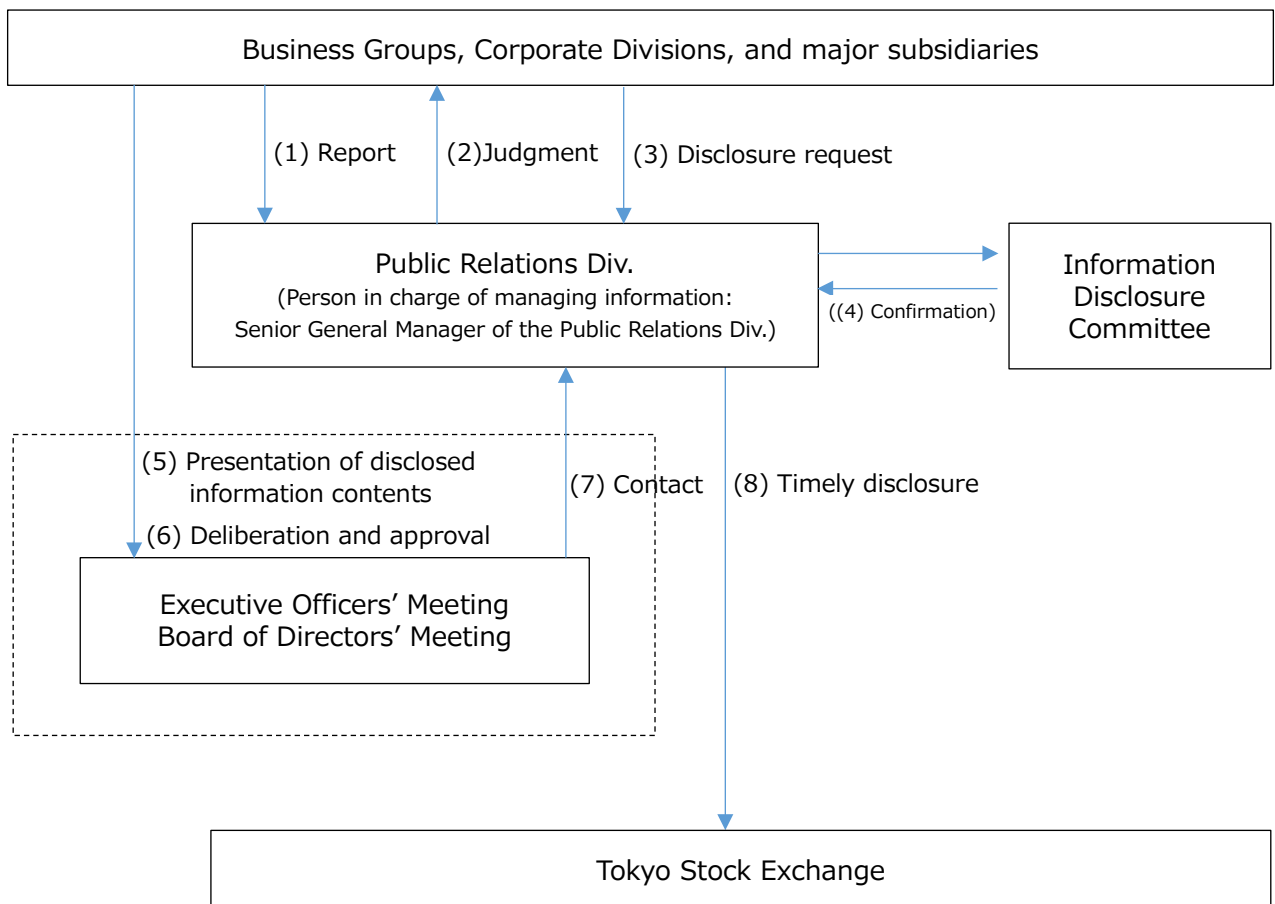 Business Groups, Corporate Divisions, and major subsidiaries
(1) Report
(2)Judgment
(3) Disclosure request
Public Relations Div.
(Person in charge of managing information:
Senior General Manager of the Public Relations Div.)
((4) Confirmation)
Information
Disclosure
Committee
(5) Presentation of disclosed
information contents
(6) Deliberation and approval
(7) Contact
(8) Timely disclosure
Executive Officers’ Meeting
Board of Directors’ Meeting
Tokyo Stock Exchange